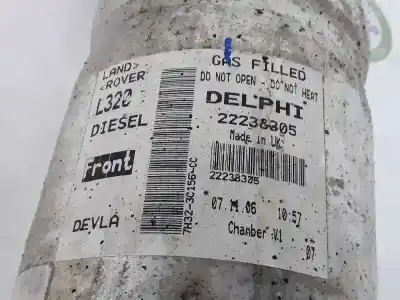 LAND>
<ROVER
L320
DIESEL
Front
DEVLA
7H32-3C156-CC
GAS FILLED
DO NOT OPEN - DO NOT HEAT
DELPHI
22238305
Made in UK
22238305
07.11.06 10:57
Chamber V1
07